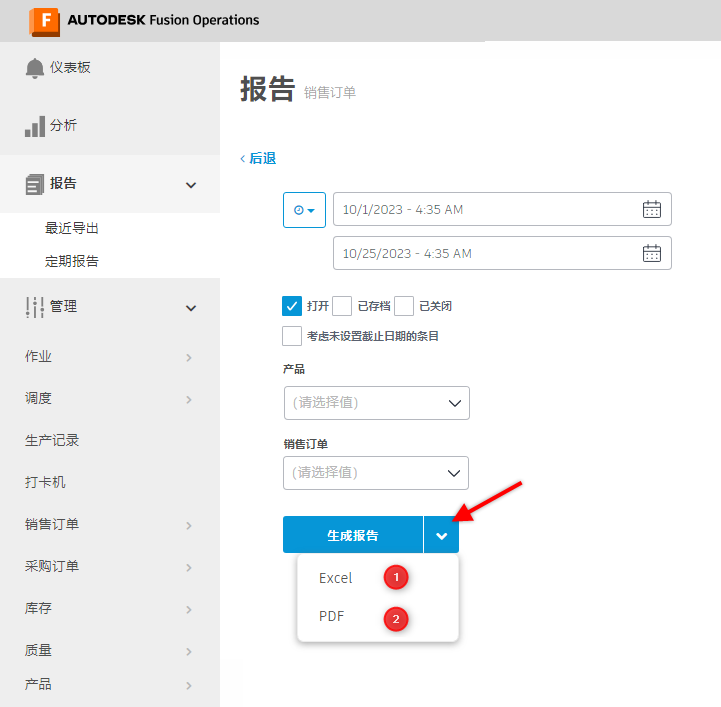 F AUTODESK Fusion Operations
仪表板
分析
报告
最近导出
定期报告
管理
作业
调度
生产记录
打卡机
销售订单
采购订单
库存
质量
产品
报告 销售订单
‹ 后退
10/1/2023 - 4:35 AM
10/25/2023 - 4:35 AM
打开 已存档 已关闭
考虑未设置截止日期的条目
产品
(请选择值)
销售订单
(请选择值)
生成报告
Excel 1
PDF 2